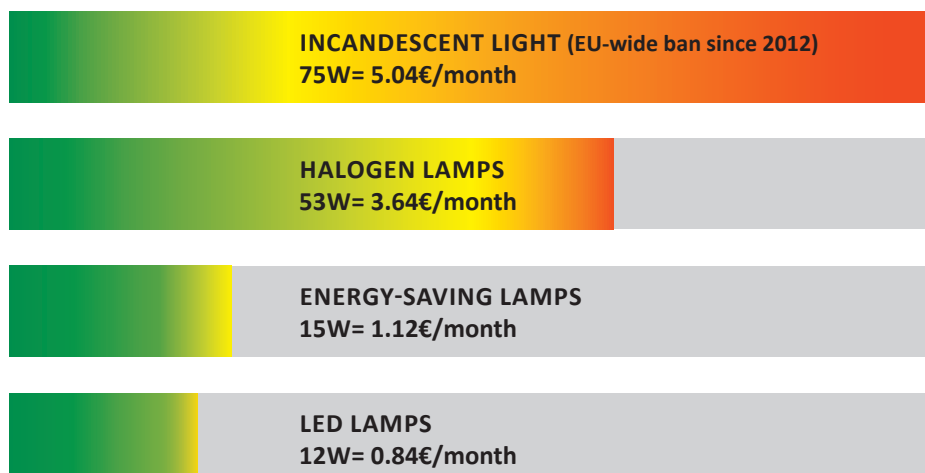 INCANDESCENT LIGHT (EU-wide ban since 2012)
75W= 5.04€/month
HALOGEN LAMPS
53W= 3.64€/month
ENERGY-SAVING LAMPS
15W= 1.12€/month
LED LAMPS
12W= 0.84€/month